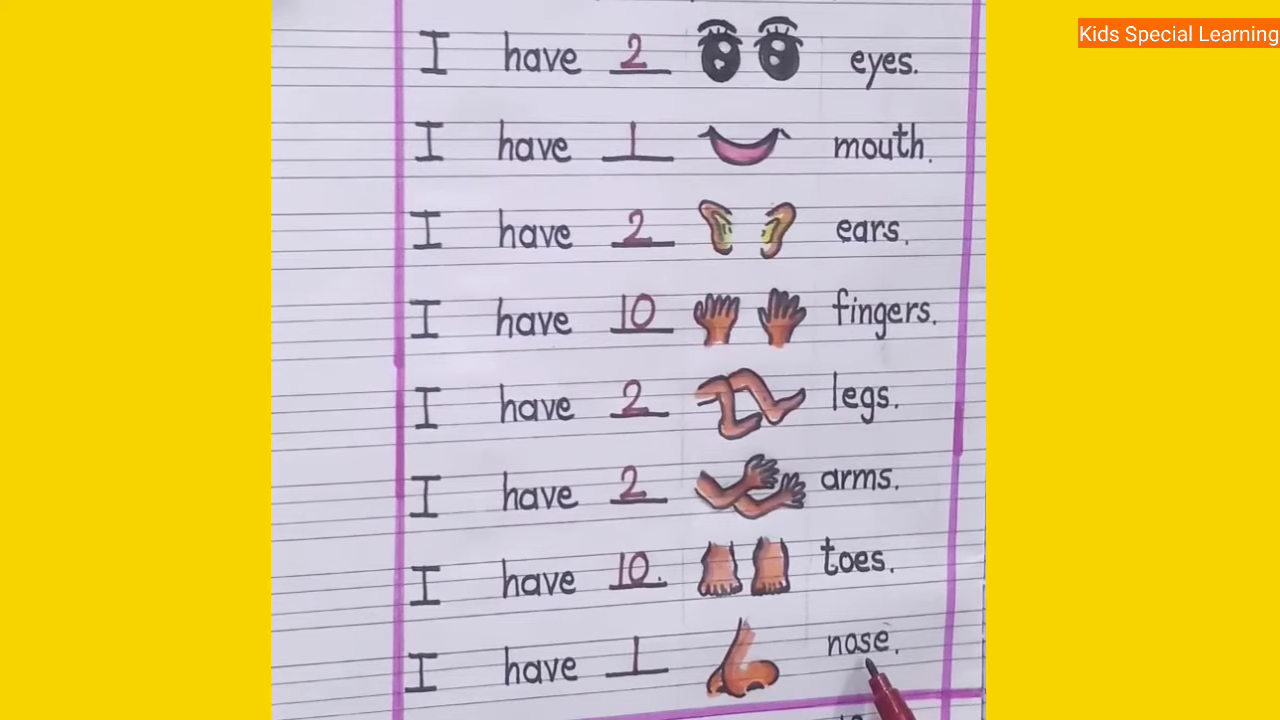 Kids Special Learning
I have 2 eyes.
I have 1 mouth.
I have 2 ears.
I have 10 fingers.
I have 2 legs.
I have 2 arms.
I have 10. toes.
I have 1 nose.